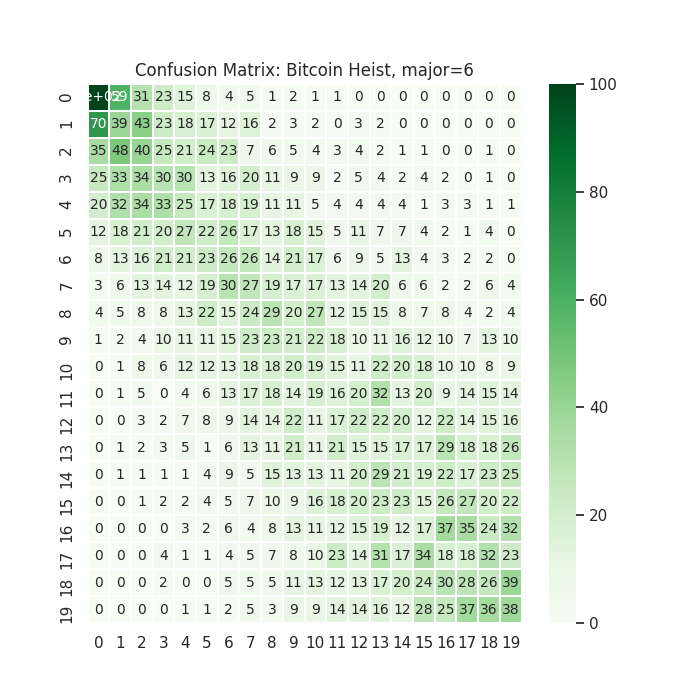 Confusion Matrix: Bitcoin Heist, major=6
0 59 31 23 15 8 4 5 1 2 1 1 0 0 0 0 0 0 0 0
1 70 39 43 23 18 17 12 16 2 3 2 0 3 2 0 0 0 0 0 0
2 35 48 40 25 21 24 23 7 6 5 4 3 4 2 1 1 0 0 1 0
3 25 33 34 30 30 13 16 20 11 9 9 2 5 4 2 4 2 0 1 0
4 20 32 34 33 25 17 18 19 11 11 5 4 4 4 4 1 3 3 1 1
5 12 18 21 20 27 22 26 17 13 18 15 5 11 7 7 4 2 1 4 0
6 8 13 16 21 21 23 26 26 14 21 17 6 9 5 13 4 3 2 2 0
7 3 6 13 14 12 19 30 27 19 17 17 13 14 20 6 6 2 2 6 4
8 4 5 8 8 13 22 15 24 29 20 27 12 15 15 8 7 8 4 2 4
9 1 2 4 10 11 11 15 23 23 21 22 18 10 11 16 12 10 7 13 10
10 0 1 8 6 12 12 13 18 18 20 19 15 11 22 20 18 10 10 8 9
11 0 1 5 0 4 6 13 17 18 14 19 16 20 32 13 20 9 14 15 14
12 0 0 3 2 7 8 9 14 14 22 11 17 22 22 20 12 22 14 15 16
13 0 1 2 3 5 1 6 13 11 21 11 21 15 15 17 17 29 18 18 26
14 0 1 1 1 1 4 9 5 15 13 13 11 20 29 21 19 22 17 23 25
15 0 0 1 2 2 4 5 7 10 9 16 18 20 23 23 15 26 27 20 22
16 0 0 0 0 3 2 6 4 8 13 11 12 15 19 12 17 37 35 24 32
17 0 0 0 4 1 1 4 5 7 8 10 23 14 31 17 34 18 18 32 23
18 0 0 0 2 0 0 5 5 5 11 13 12 13 17 20 24 30 28 26 39
19 0 0 0 0 1 1 2 5 3 9 9 14 14 16 12 28 25 37 36 38
0 1 2 3 4 5 6 7 8 9 10 11 12 13 14 15 16 17 18 19
100
80
60
40
20
0